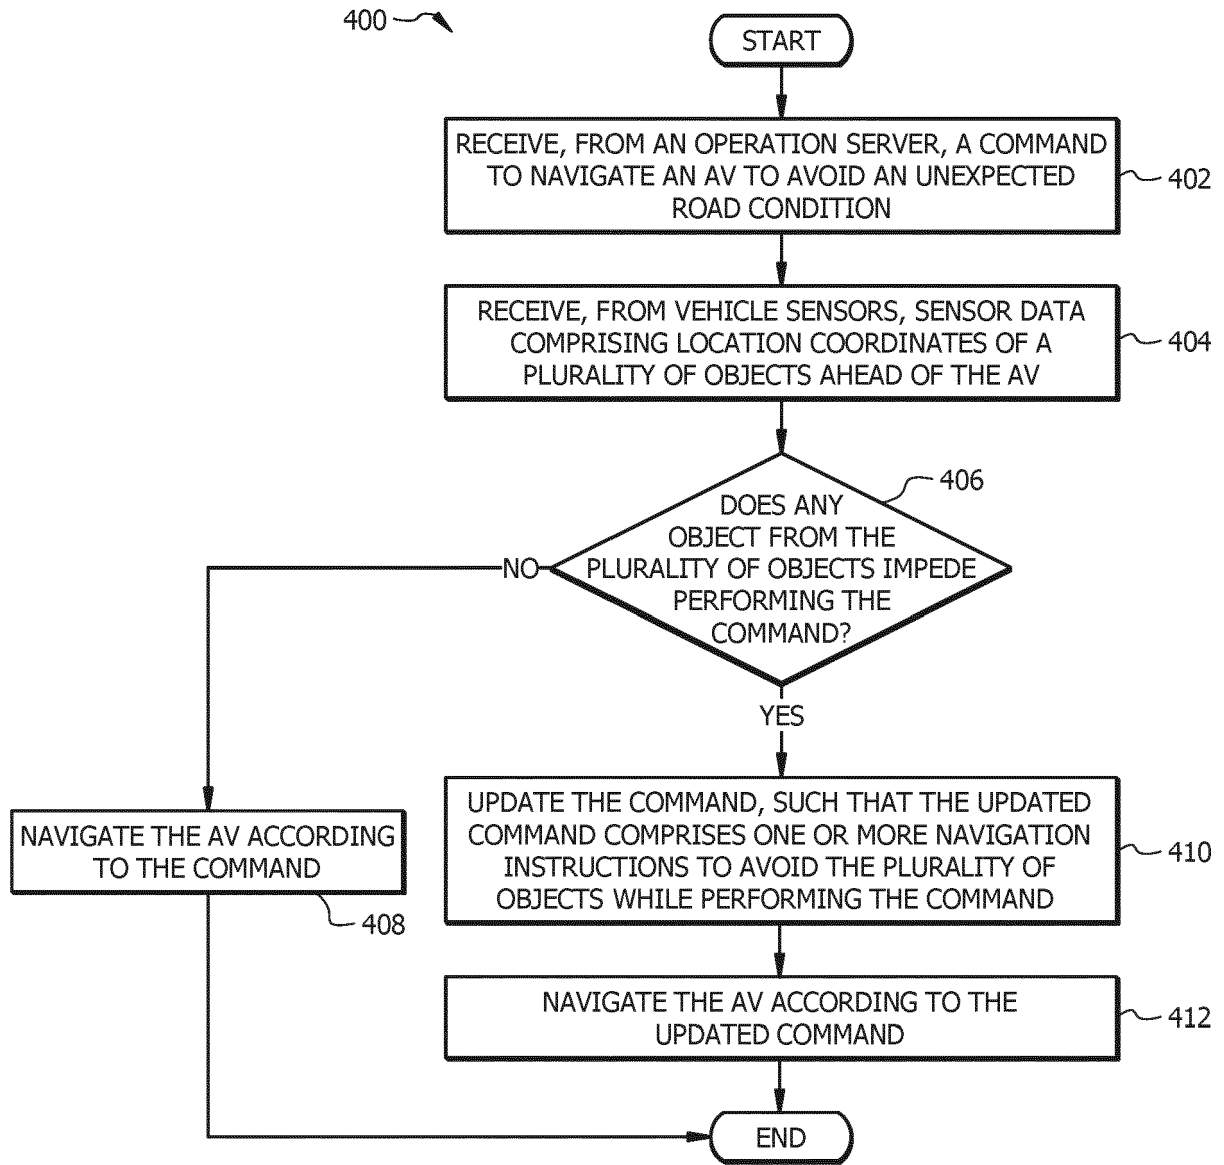 400
START
RECEIVE, FROM AN OPERATION SERVER, A COMMAND
TO NAVIGATE AN AV TO AVOID AN UNEXPECTED
ROAD CONDITION
402
RECEIVE, FROM VEHICLE SENSORS, SENSOR DATA
COMPRISING LOCATION COORDINATES OF A
PLURALITY OF OBJECTS AHEAD OF THE AV
404
406
DOES ANY
OBJECT FROM THE
PLURALITY OF OBJECTS IMPEDE
PERFORMING THE
COMMAND?
NO
YES
NAVIGATE THE AV ACCORDING
TO THE COMMAND
408
UPDATE THE COMMAND, SUCH THAT THE UPDATED
COMMAND COMPRISES ONE OR MORE NAVIGATION
INSTRUCTIONS TO AVOID THE PLURALITY OF
OBJECTS WHILE PERFORMING THE COMMAND
410
NAVIGATE THE AV ACCORDING TO THE
UPDATED COMMAND
412
END